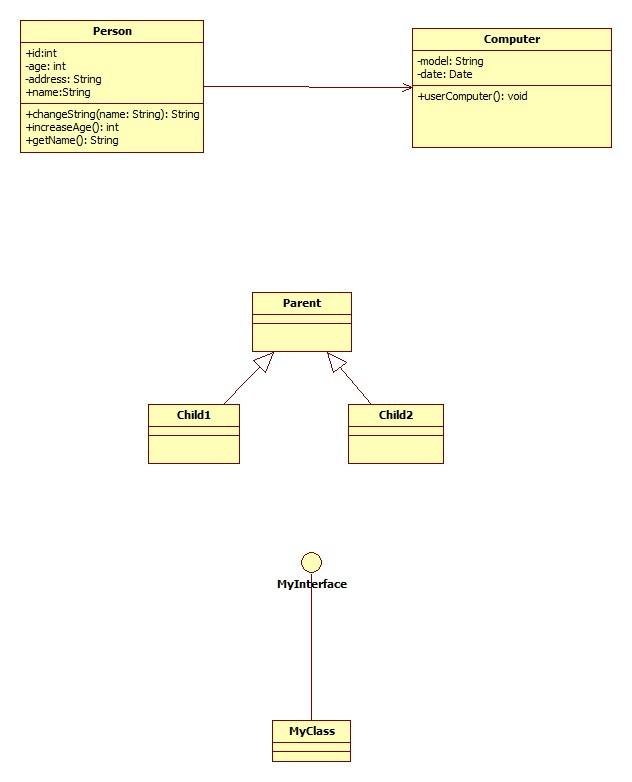 Person
+id:int
-age: int
-address: String
+name:String
+changeString(name: String): String
+increaseAge(): int
+getName(): String
Computer
-model: String
-date: Date
+userComputer(): void
Parent
Child1
Child2
MyInterface
MyClass